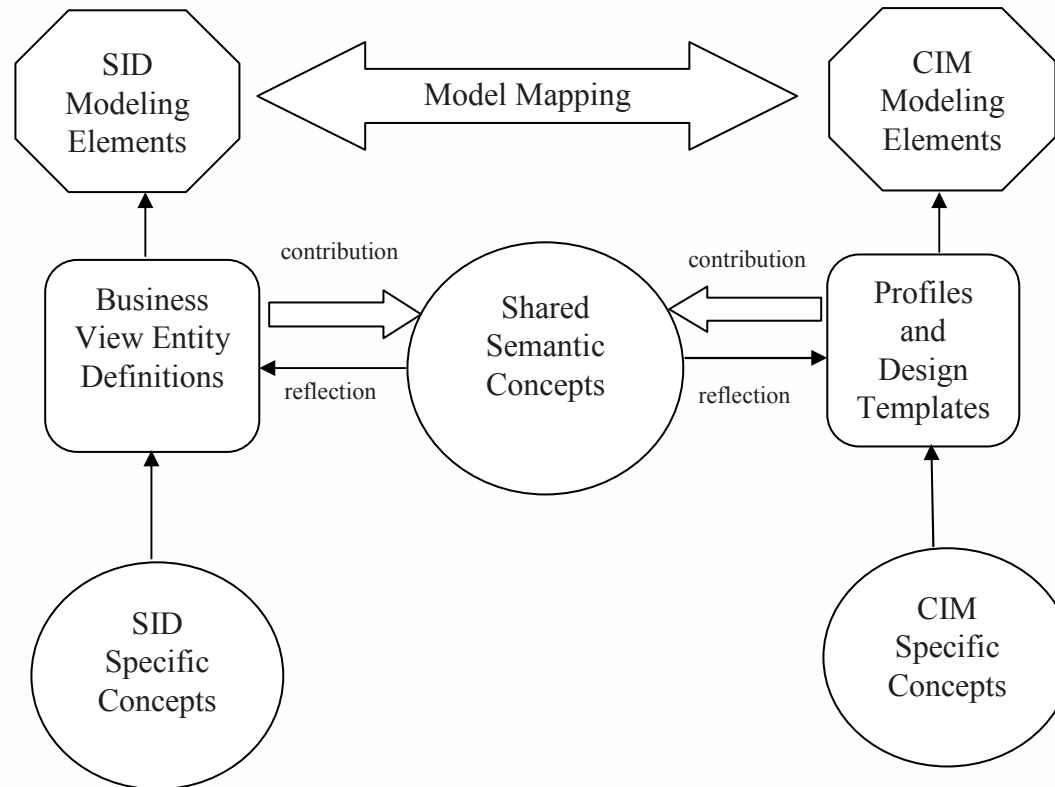 SID
Modeling
Elements
Model Mapping
CIM
Modeling
Elements
contribution
contribution
Business
View Entity
Definitions
Shared
Semantic
Concepts
Profiles
and
Design
Templates
reflection
reflection
SID
Specific
Concepts
CIM
Specific
Concepts